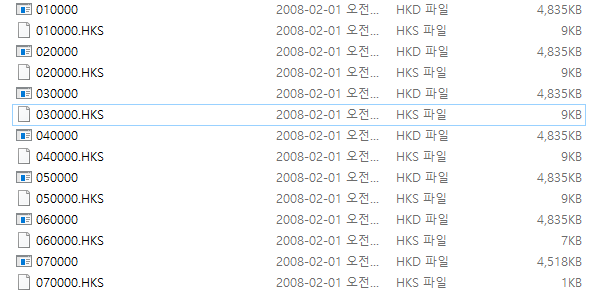 010000 2008-02-01 오전... HKD 파일 4,835KB
010000.HKS 2008-02-01 오전... HKS 파일 9KB
020000 2008-02-01 오전... HKD 파일 4,835KB
020000.HKS 2008-02-01 오전... HKS 파일 9KB
030000 2008-02-01 오전... HKD 파일 4,835KB
030000.HKS 2008-02-01 오전... HKS 파일 9KB
040000 2008-02-01 오전... HKD 파일 4,835KB
040000.HKS 2008-02-01 오전... HKS 파일 9KB
050000 2008-02-01 오전... HKD 파일 4,835KB
050000.HKS 2008-02-01 오전... HKS 파일 9KB
060000 2008-02-01 오전... HKD 파일 4,835KB
060000.HKS 2008-02-01 오전... HKS 파일 7KB
070000 2008-02-01 오전... HKD 파일 4,518KB
070000.HKS 2008-02-01 오전... HKS 파일 1KB